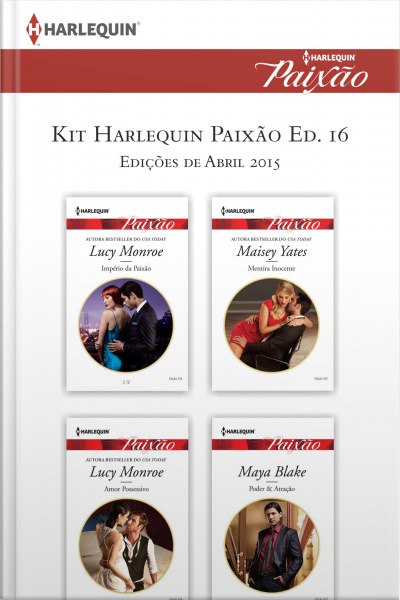 HARLEQUIN®
HARLEQUIN
Paixão
KIT HARLEQUIN PAIXÃO ED. 16
EDIÇÕES DE ABRIL 2015
HARLEQUIN
Paixão
AUTORA BESTSELLER DO USA TODAY
Lucy Monroe
Império da Paixão
HARLEQUIN
Paixão
AUTORA BESTSELLER DO USA TODAY
Maisey Yates
Mentira Inocente
HARLEQUIN
Paixão
AUTORA BESTSELLER DO USA TODAY
Lucy Monroe
Amor Possessivo
HARLEQUIN
Paixão
Maya Blake
Poder & Atração